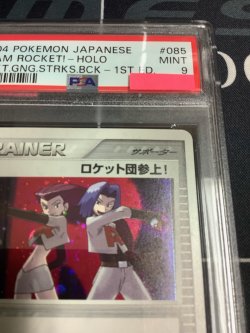 04 POKEMON JAPANESE #085
AM ROCKET!-HOLO MINT
T.GNG.STRKS.BCK-1ST ED. 9
PSA
TRAINER サポーター
ロケット団参上!
R